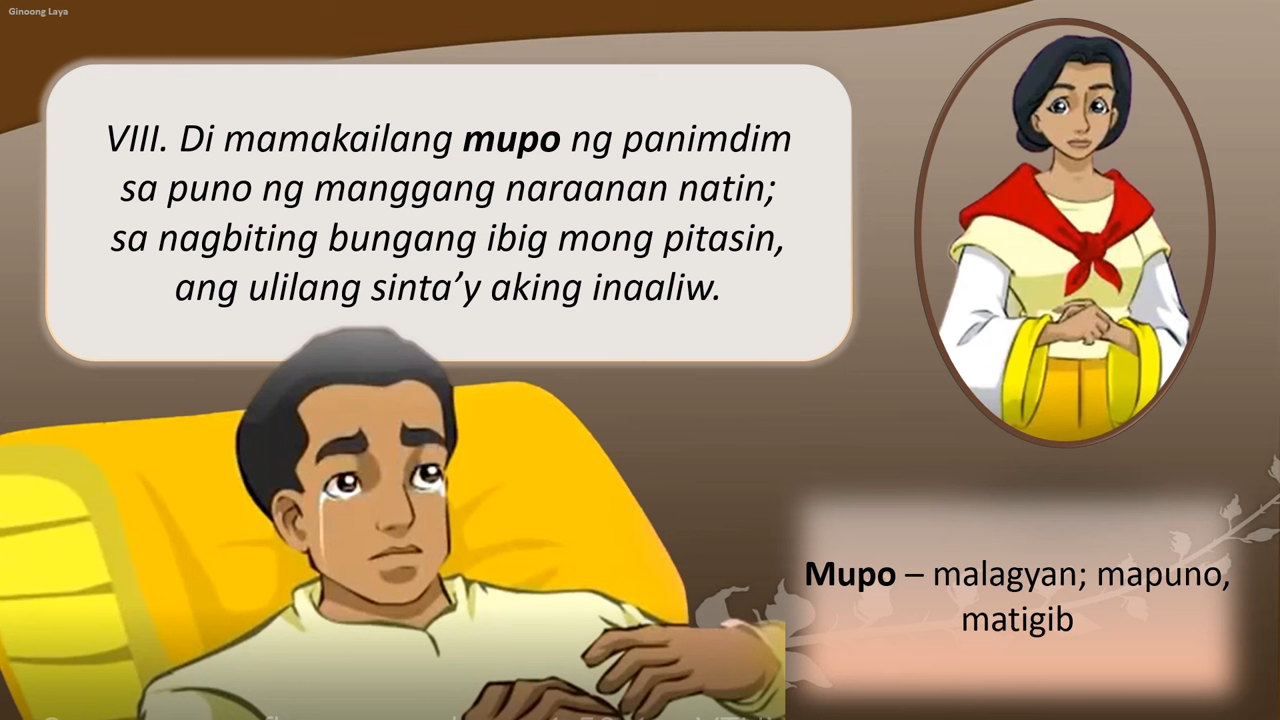 Ginoong Laya
VIII. Di mamakailang mupo ng panimdim
sa puno ng manggang naraanan natin;
sa nagbiting bungang ibig mong pitasin,
ang ulilang sinta’y aking inaaliw.
Mupo – malagyan; mapuno,
matigib